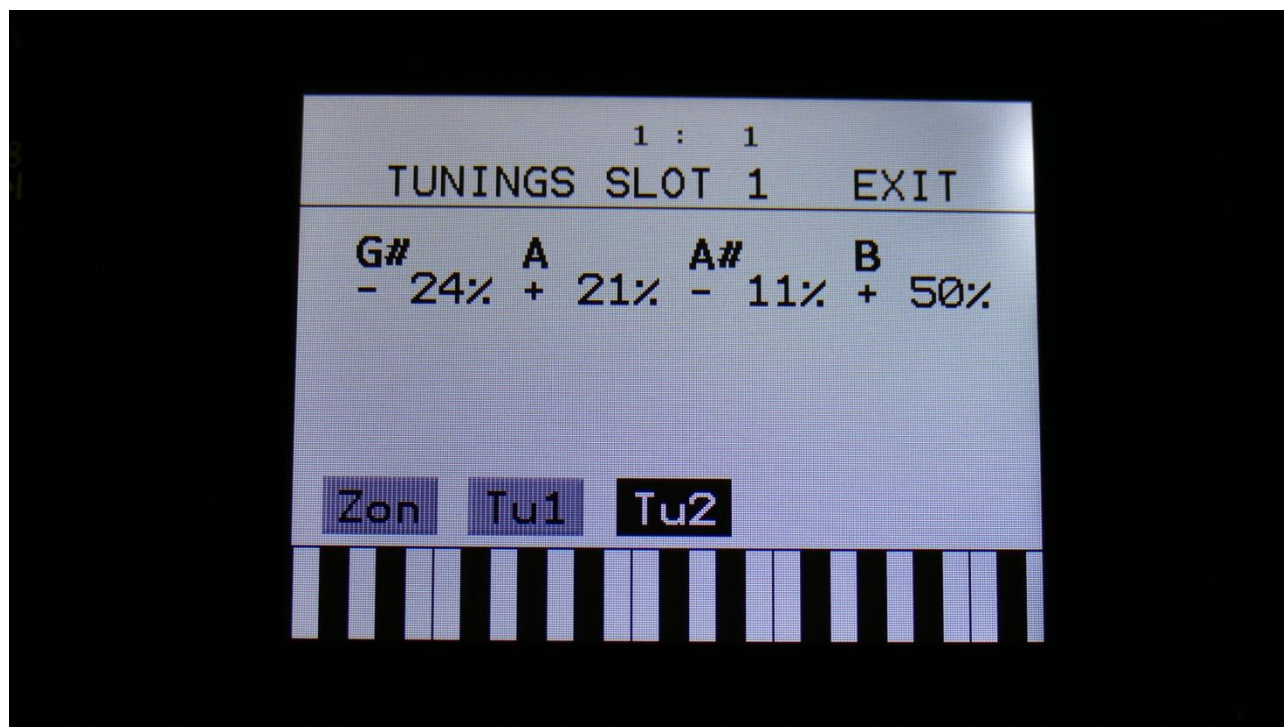 1 : 1
TUNINGS SLOT 1 EXIT
G# A A# B
- 24% + 21% - 11% + 50%
Zon Tu1 Tu2